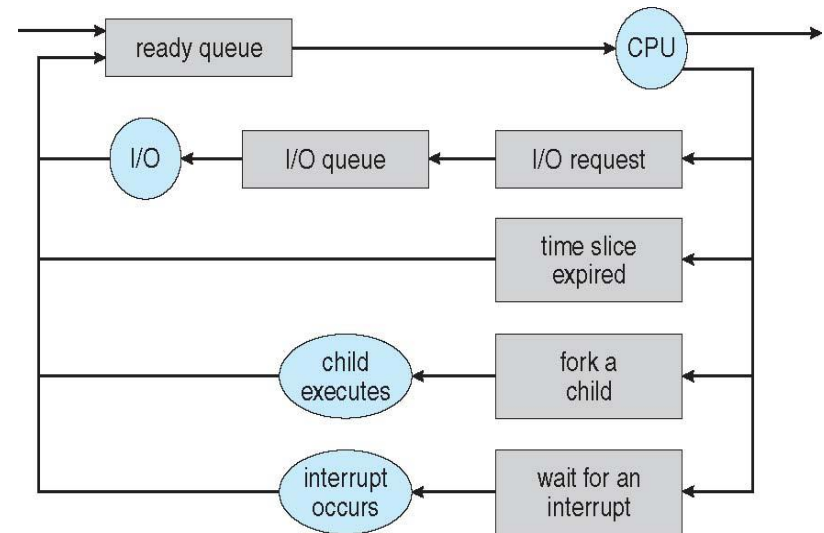 ready queue
CPU
I/O
I/O queue
I/O request
time slice
expired
child
executes
fork a
child
interrupt
occurs
wait for an
interrupt